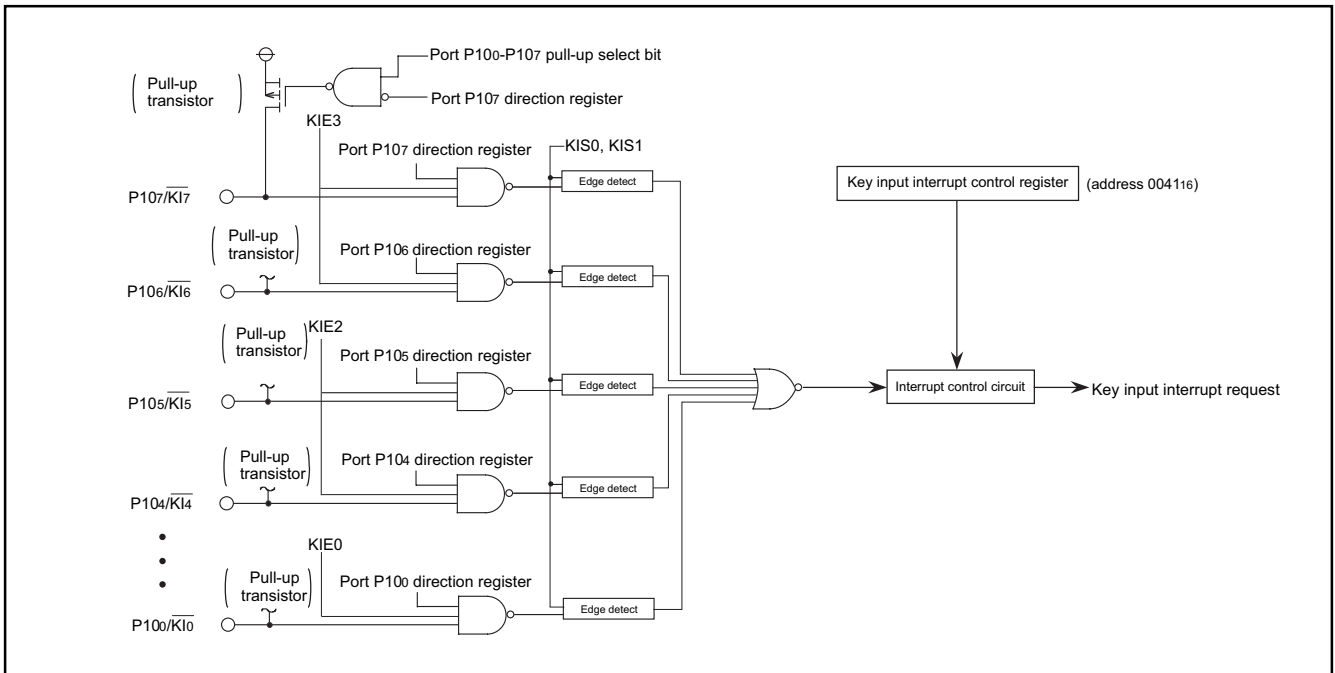 Port P100-P107 pull-up select bit
( Pull-up
transistor )
Port P107 direction register
KIE3
Port P107 direction register
KIS0, KIS1
Edge detect
Key input interrupt control register
(address 004116)
P107/KI7
( Pull-up
transistor )
Port P106 direction register
Edge detect
P106/KI6
( Pull-up
transistor )
KIE2
Port P105 direction register
Edge detect
Interrupt control circuit
Key input interrupt request
P105/KI5
( Pull-up
transistor )
Port P104 direction register
Edge detect
P104/KI4
•
•
•
KIE0
( Pull-up
transistor )
Port P100 direction register
Edge detect
P100/KI0